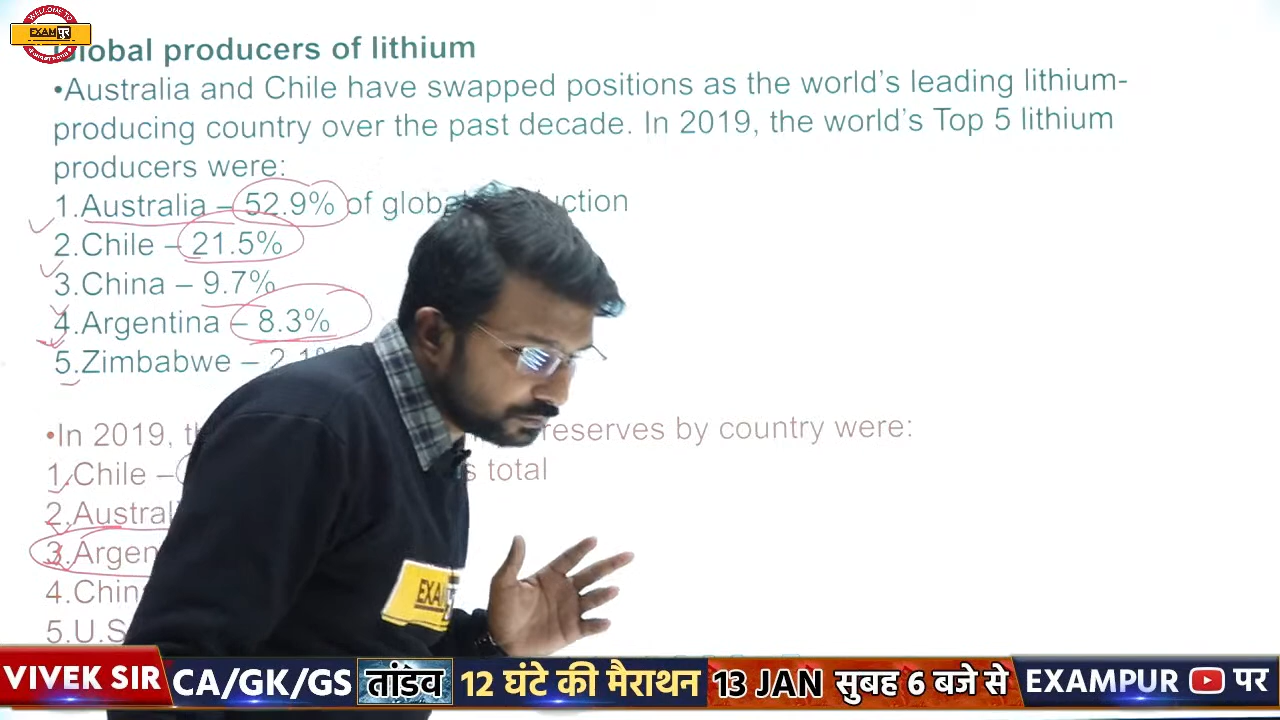 WELCOME TO
EXAMपुर
Global producers of lithium
•Australia and Chile have swapped positions as the world's leading lithium-
producing country over the past decade. In 2019, the world's Top 5 lithium
producers were:
1.Australia – 52.9% of global
2.Chile – 21.5%
3.China – 9.7%
4.Argentina – 8.3%
5.Zimbabwe –
•In 2019, reserves by country were:
1.Chile – total
2.
3.
4.
5.
VIVEK SIR CA/GK/GS तांडव 12 घंटे की मैराथन 13 JAN सुबह 6 बजे से EXAMPUR पर